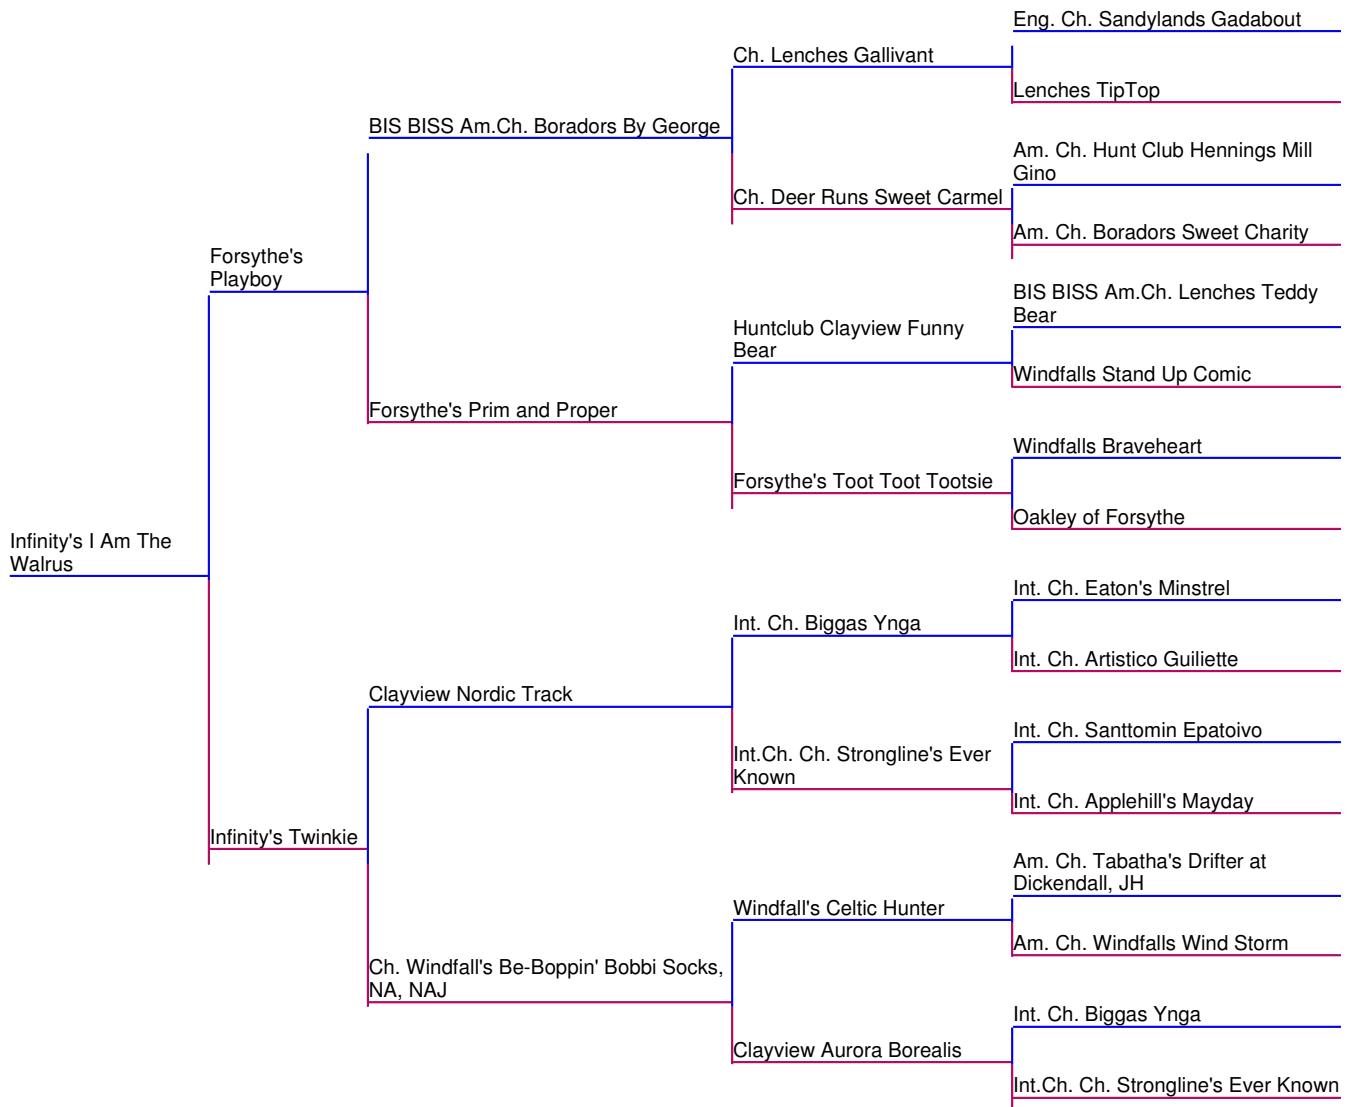 Eng. Ch. Sandylands Gadabout
Ch. Lenches Gallivant
Lenches TipTop
BIS BISS Am.Ch. Boradors By George
Am. Ch. Hunt Club Hennings Mill
Gino
Ch. Deer Runs Sweet Carmel
Am. Ch. Boradors Sweet Charity
Forsythe's
Playboy
BIS BISS Am.Ch. Lenches Teddy
Bear
Huntclub Clayview Funny
Bear
Windfalls Stand Up Comic
Forsythe's Prim and Proper
Windfalls Braveheart
Forsythe's Toot Toot Tootsie
Oakley of Forsythe
Infinity's I Am The
Walrus
Int. Ch. Eaton's Minstrel
Int. Ch. Biggas Ynga
Int. Ch. Artistico Guiliette
Clayview Nordic Track
Int. Ch. Santtomin Epatoivo
Int.Ch. Ch. Strongline's Ever
Known
Int. Ch. Applehill's Mayday
Infinity's Twinkie
Am. Ch. Tabatha's Drifter at
Dickendall, JH
Windfall's Celtic Hunter
Am. Ch. Windfalls Wind Storm
Ch. Windfall's Be-Boppin' Bobbi Socks,
NA, NAJ
Int. Ch. Biggas Ynga
Clayview Aurora Borealis
Int.Ch. Ch. Strongline's Ever Known